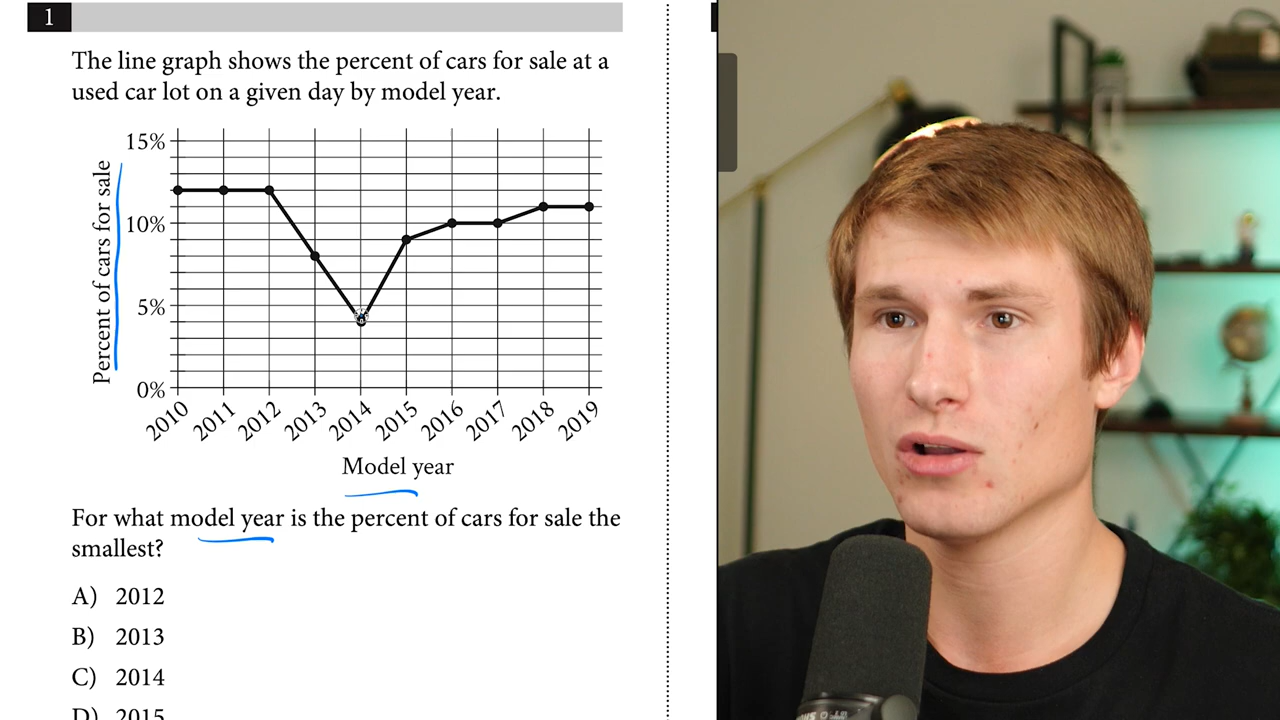 1
The line graph shows the percent of cars for sale at a
used car lot on a given day by model year.
Percent of cars for sale
15%
10%
5%
0%
2010 2011 2012 2013 2014 2015 2016 2017 2018 2019
Model year
For what model year is the percent of cars for sale the
smallest?
A) 2012
B) 2013
C) 2014
D) 2015